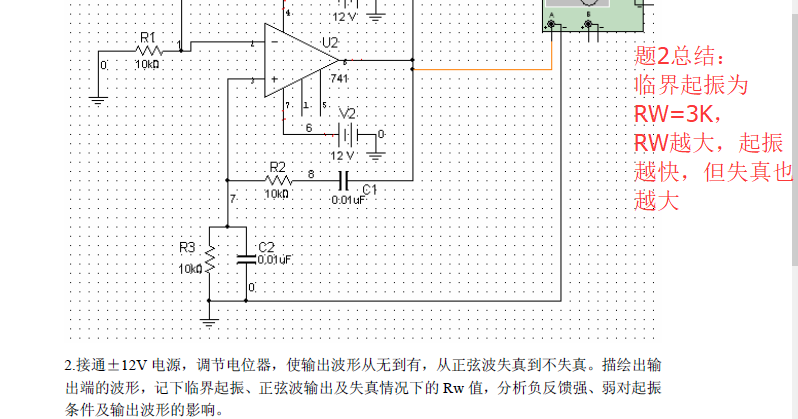 4
12 V
A
B
R1
1
2
U2
0
10kΩ
6
741
3
7
1
5
V2
6
0
12 V
R2
8
C1
10kΩ
0.01uF
7
R3
C2
10kΩ
0.01uF
0
题2总结:
临界起振为
RW=3K,
RW越大，起振
越快，但失真也
越大
2.接通±12V 电源，调节电位器，使输出波形从无到有，从正弦波失真到不失真。描绘出输
出端的波形，记下临界起振、正弦波输出及失真情况下的 Rw 值，分析负反馈强、弱对起振
条件及输出波形的影响。